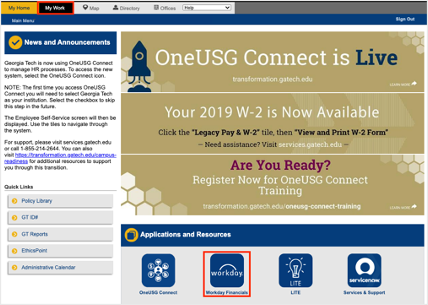 My Home
My Work
Map
Directory
Offices
Help
Main Menu
Sign Out
News and Announcements
Georgia Tech is now using OneUSG Connect
to manage HR processes. To access the new
system, select the OneUSG Connect icon.
NOTE: The first time you access OneUSG
Connect you will need to select Georgia Tech
as your institution. Select the checkbox to skip
this step in the future.
The Employee Self-Service screen will then be
displayed. Use the tiles to navigate through
the system.
For support, please visit services.gatech.edu
or call 1-855-214-2644. You can also
visit https://transformation.gatech.edu/campus-
readiness for additional resources to support
you through this transition.
Quick Links
Policy Library
GT ID#
GT Reports
EthicsPoint
Administrative Calendar
OneUSG Connect is Live
transformation.gatech.edu
LEARN MORE
Your 2019 W-2 is Now Available
Click the "Legacy Pay & W-2" tile, then "View and Print W-2 Form"
— Need assistance? Visit services.gatech.edu —
Are You Ready?
Register Now for OneUSG Connect
Training
transformation.gatech.edu/oneusg-connect-training
LEARN MORE
Applications and Resources
OneUSG Connect
workday.
Workday Financials
LITE
LITE
servicenow
Services & Support